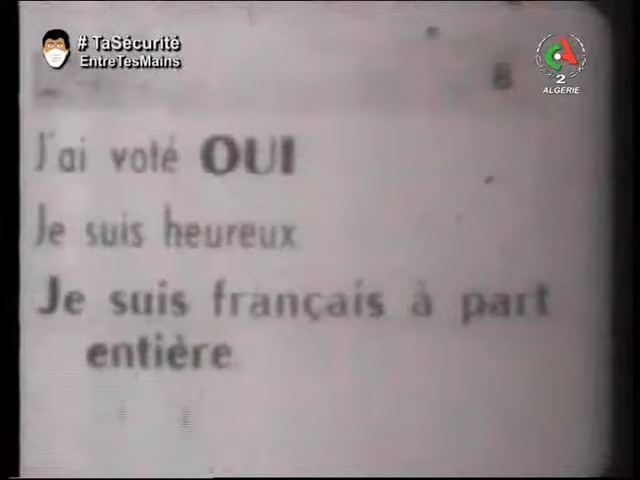 # TaSécurité
EntreTesMains
2
ALGERIE
8
J'ai voté OUI
Je suis heureux
Je suis français à part
entière